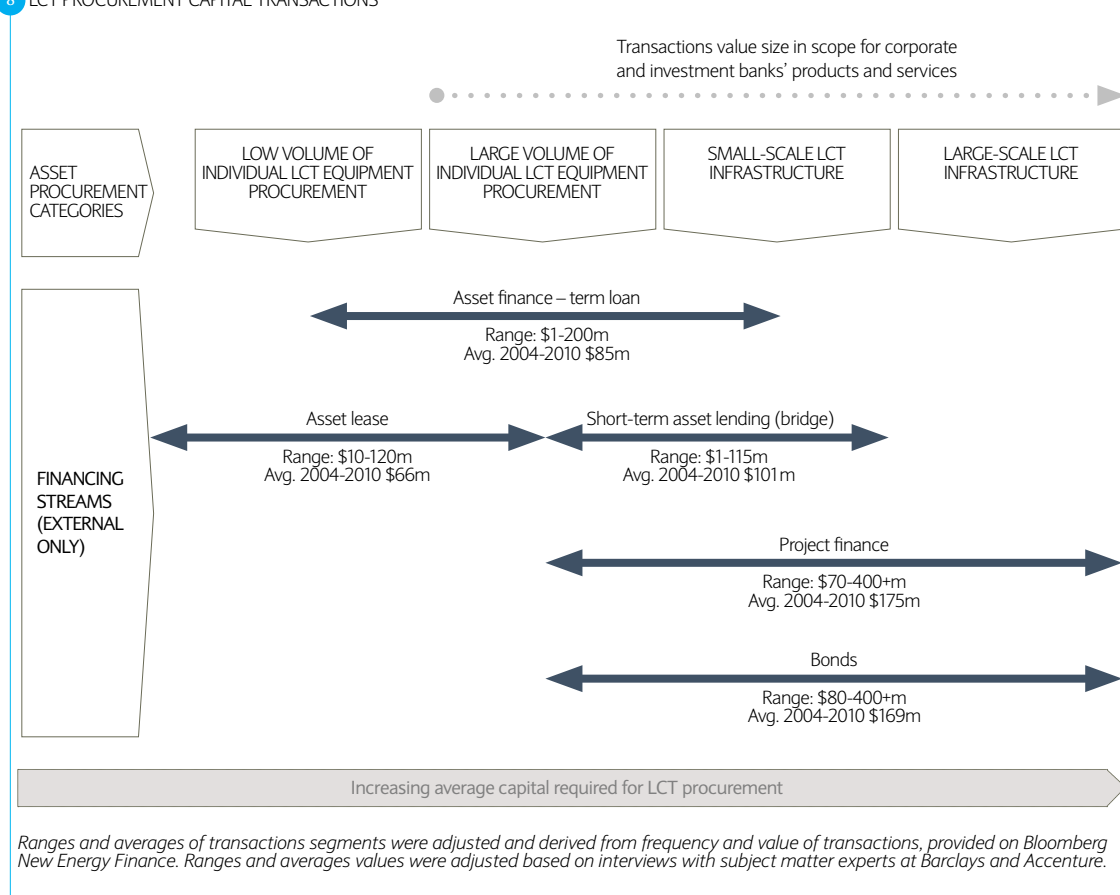 8 LCT PROCUREMENT CAPITAL TRANSACTIONS
Transactions value size in scope for corporate
and investment banks' products and services
ASSET
PROCUREMENT
CATEGORIES
LOW VOLUME OF
INDIVIDUAL LCT EQUIPMENT
PROCUREMENT
LARGE VOLUME OF
INDIVIDUAL LCT EQUIPMENT
PROCUREMENT
SMALL-SCALE LCT
INFRASTRUCTURE
LARGE-SCALE LCT
INFRASTRUCTURE
FINANCING
STREAMS
(EXTERNAL
ONLY)
Asset finance – term loan
Range: $1-200m
Avg. 2004-2010 $85m
Asset lease
Range: $10-120m
Avg. 2004-2010 $66m
Short-term asset lending (bridge)
Range: $1-115m
Avg. 2004-2010 $101m
Project finance
Range: $70-400+m
Avg. 2004-2010 $175m
Bonds
Range: $80-400+m
Avg. 2004-2010 $169m
Increasing average capital required for LCT procurement
Ranges and averages of transactions segments were adjusted and derived from frequency and value of transactions, provided on Bloomberg
New Energy Finance. Ranges and averages values were adjusted based on interviews with subject matter experts at Barclays and Accenture.